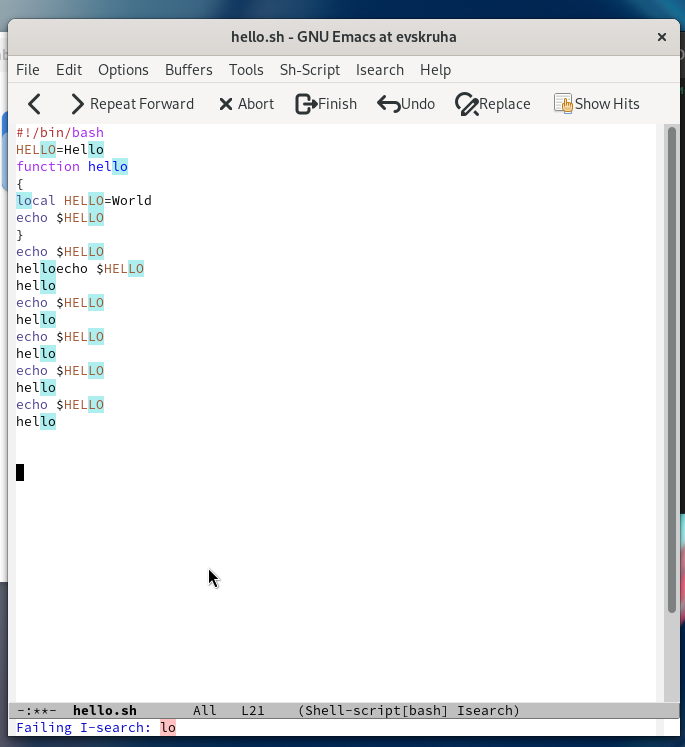 hello.sh - GNU Emacs at evskruha
File Edit Options Buffers Tools Sh-Script Isearch Help
Repeat Forward Abort Finish Undo Replace Show Hits
#!/bin/bash
HELLO=Hello
function hello
{
local HELLO=World
echo $HELLO
}
echo $HELLO
helloecho $HELLO
hello
echo $HELLO
hello
echo $HELLO
hello
echo $HELLO
hello
echo $HELLO
hello
-:**- hello.sh All L21 (Shell-script[bash] Isearch)
Failing I-search: lo